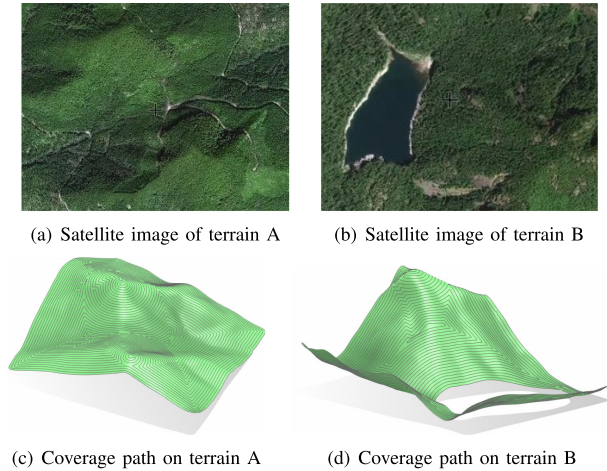 (a) Satellite image of terrain A
(b) Satellite image of terrain B
(c) Coverage path on terrain A
(d) Coverage path on terrain B